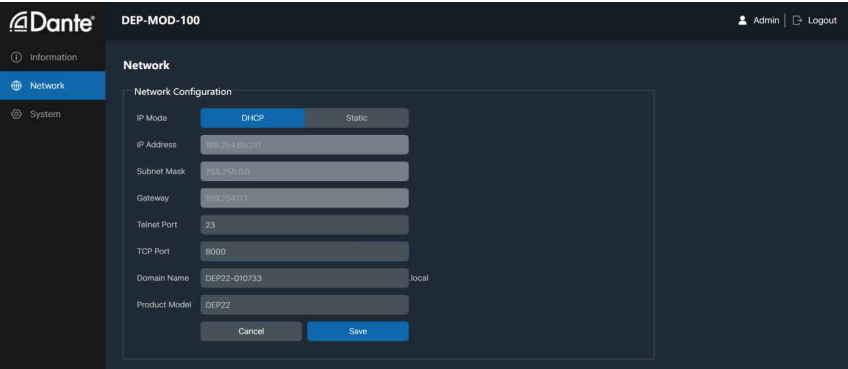 Dante®
DEP-MOD-100
Admin | Logout
Information
Network
System
Network
Network Configuration
IP Mode DHCP Static
IP Address 169.254.66.211
Subnet Mask 255.255.0.0
Gateway 169.254.0.1
Telnet Port 23
TCP Port 8000
Domain Name DEP22-010733 .local
Product Model DEP22
Cancel Save